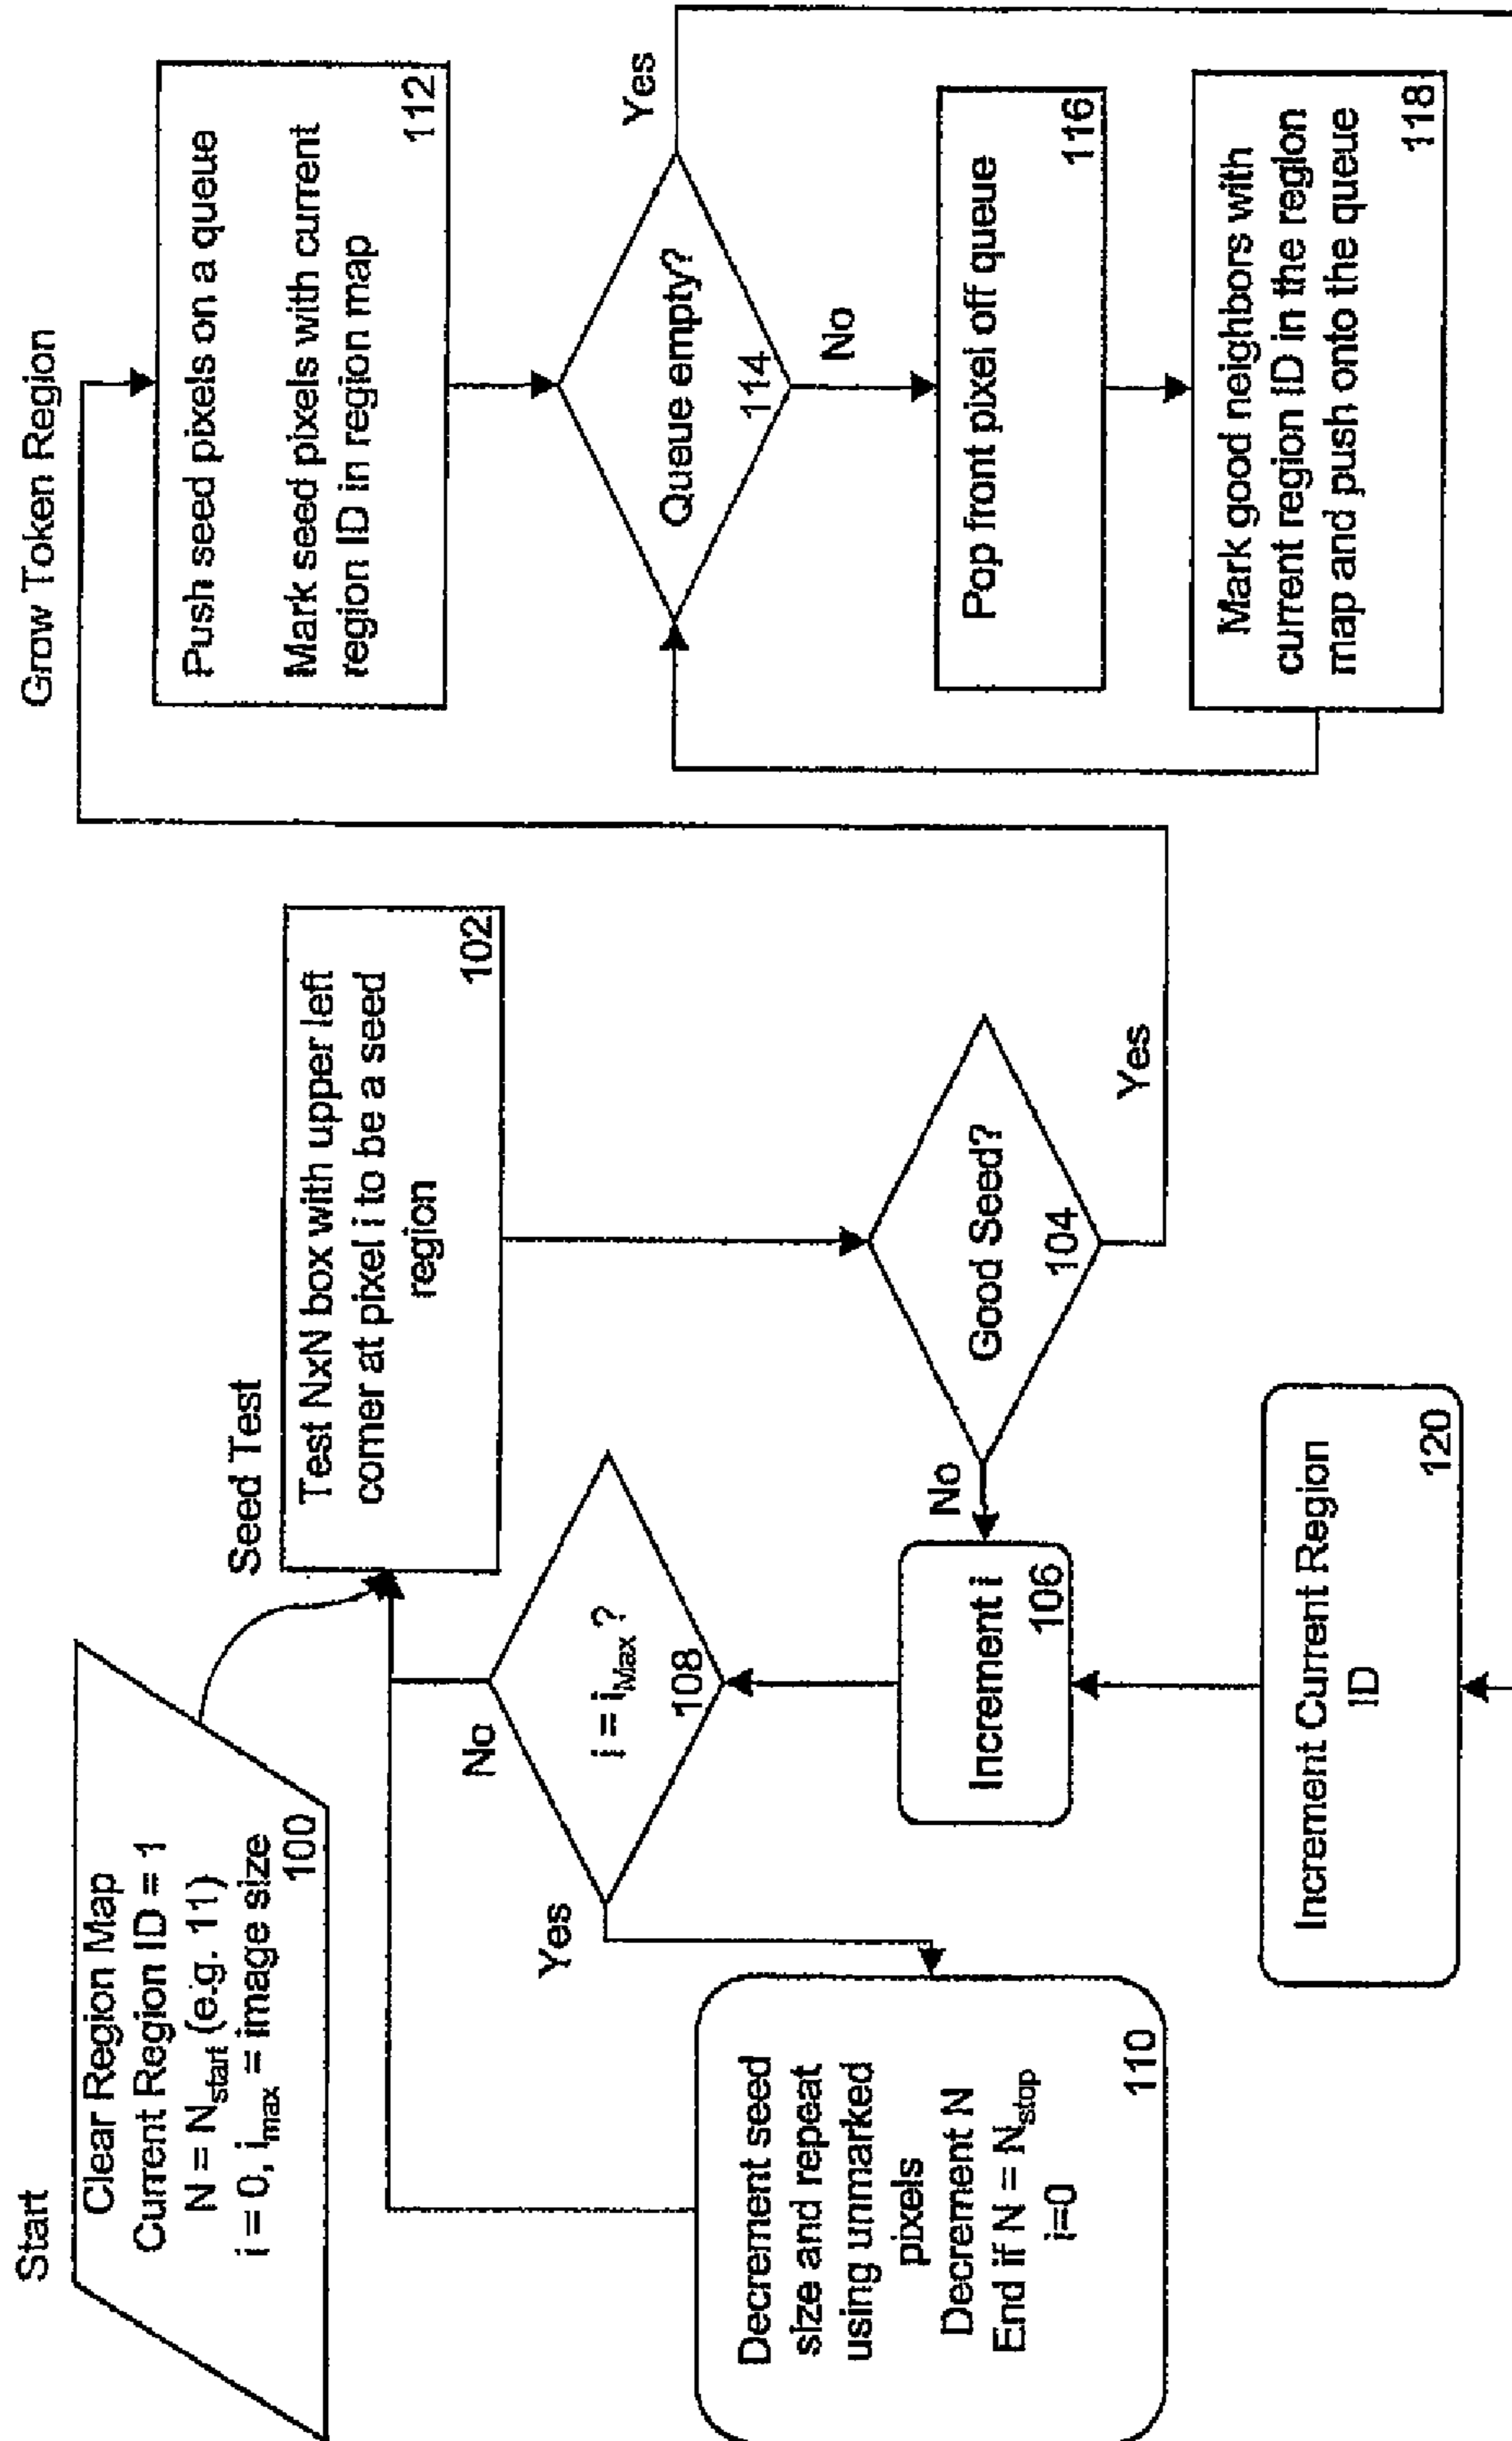 Start
Clear Region Map
Current Region ID = 1
N = Nstart (e.g. 11)
i = 0, imax = image size
100
Seed Test
Test NxN box with upper left
corner at pixel i to be a seed
region
102
Good Seed?
104
No
Yes
Increment i
106
i = iMax?
108
No
Yes
Decrement seed
size and repeat
using unmarked
pixels
Decrement N
End if N = Nstop
i=0
110
Grow Token Region
Push seed pixels on a queue
Mark seed pixels with current
region ID in region map
112
Queue empty?
114
Yes
No
Pop front pixel off queue
116
Mark good neighbors with
current region ID in the region
map and push onto the queue
118
Increment Current Region
ID
120